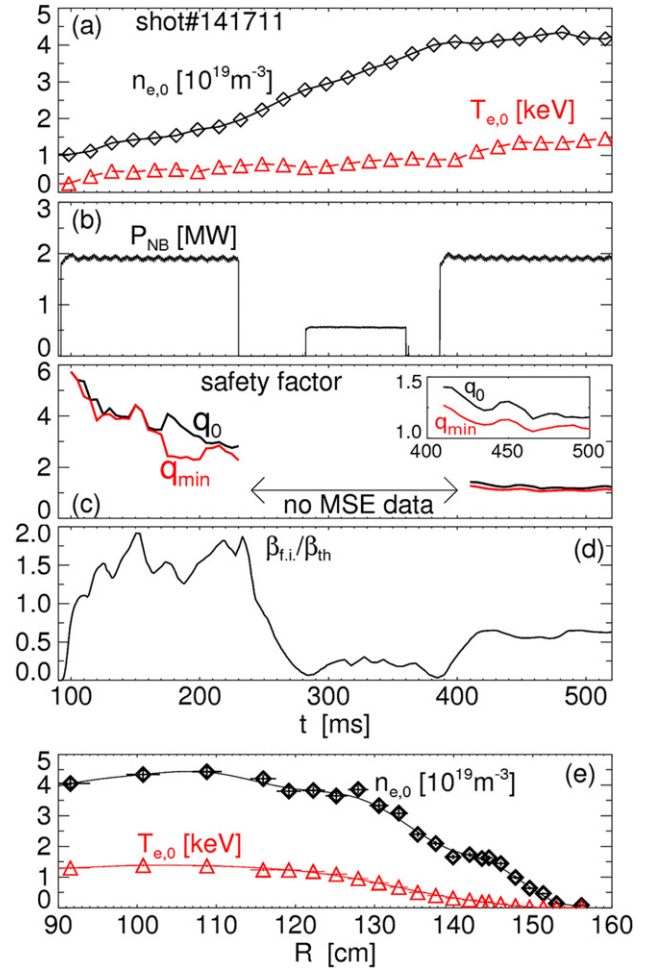 (a) shot#141711
5
4
3
2
1
0
n_e,0 [10^19 m^-3]
T_e,0 [keV]
(b)
P_NB [MW]
3
2
1
0
6
4
2
0
safety factor
q_0
q_min
1.5
1.0
q_0
q_min
400 450 500
(c) no MSE data
2.0
1.5
1.0
0.5
0.0
β_f.i./β_th
(d)
100 200 300 400 500
t [ms]
5
4
3
2
1
0
(e)
n_e,0 [10^19 m^-3]
T_e,0 [keV]
90 100 110 120 130 140 150 160
R [cm]